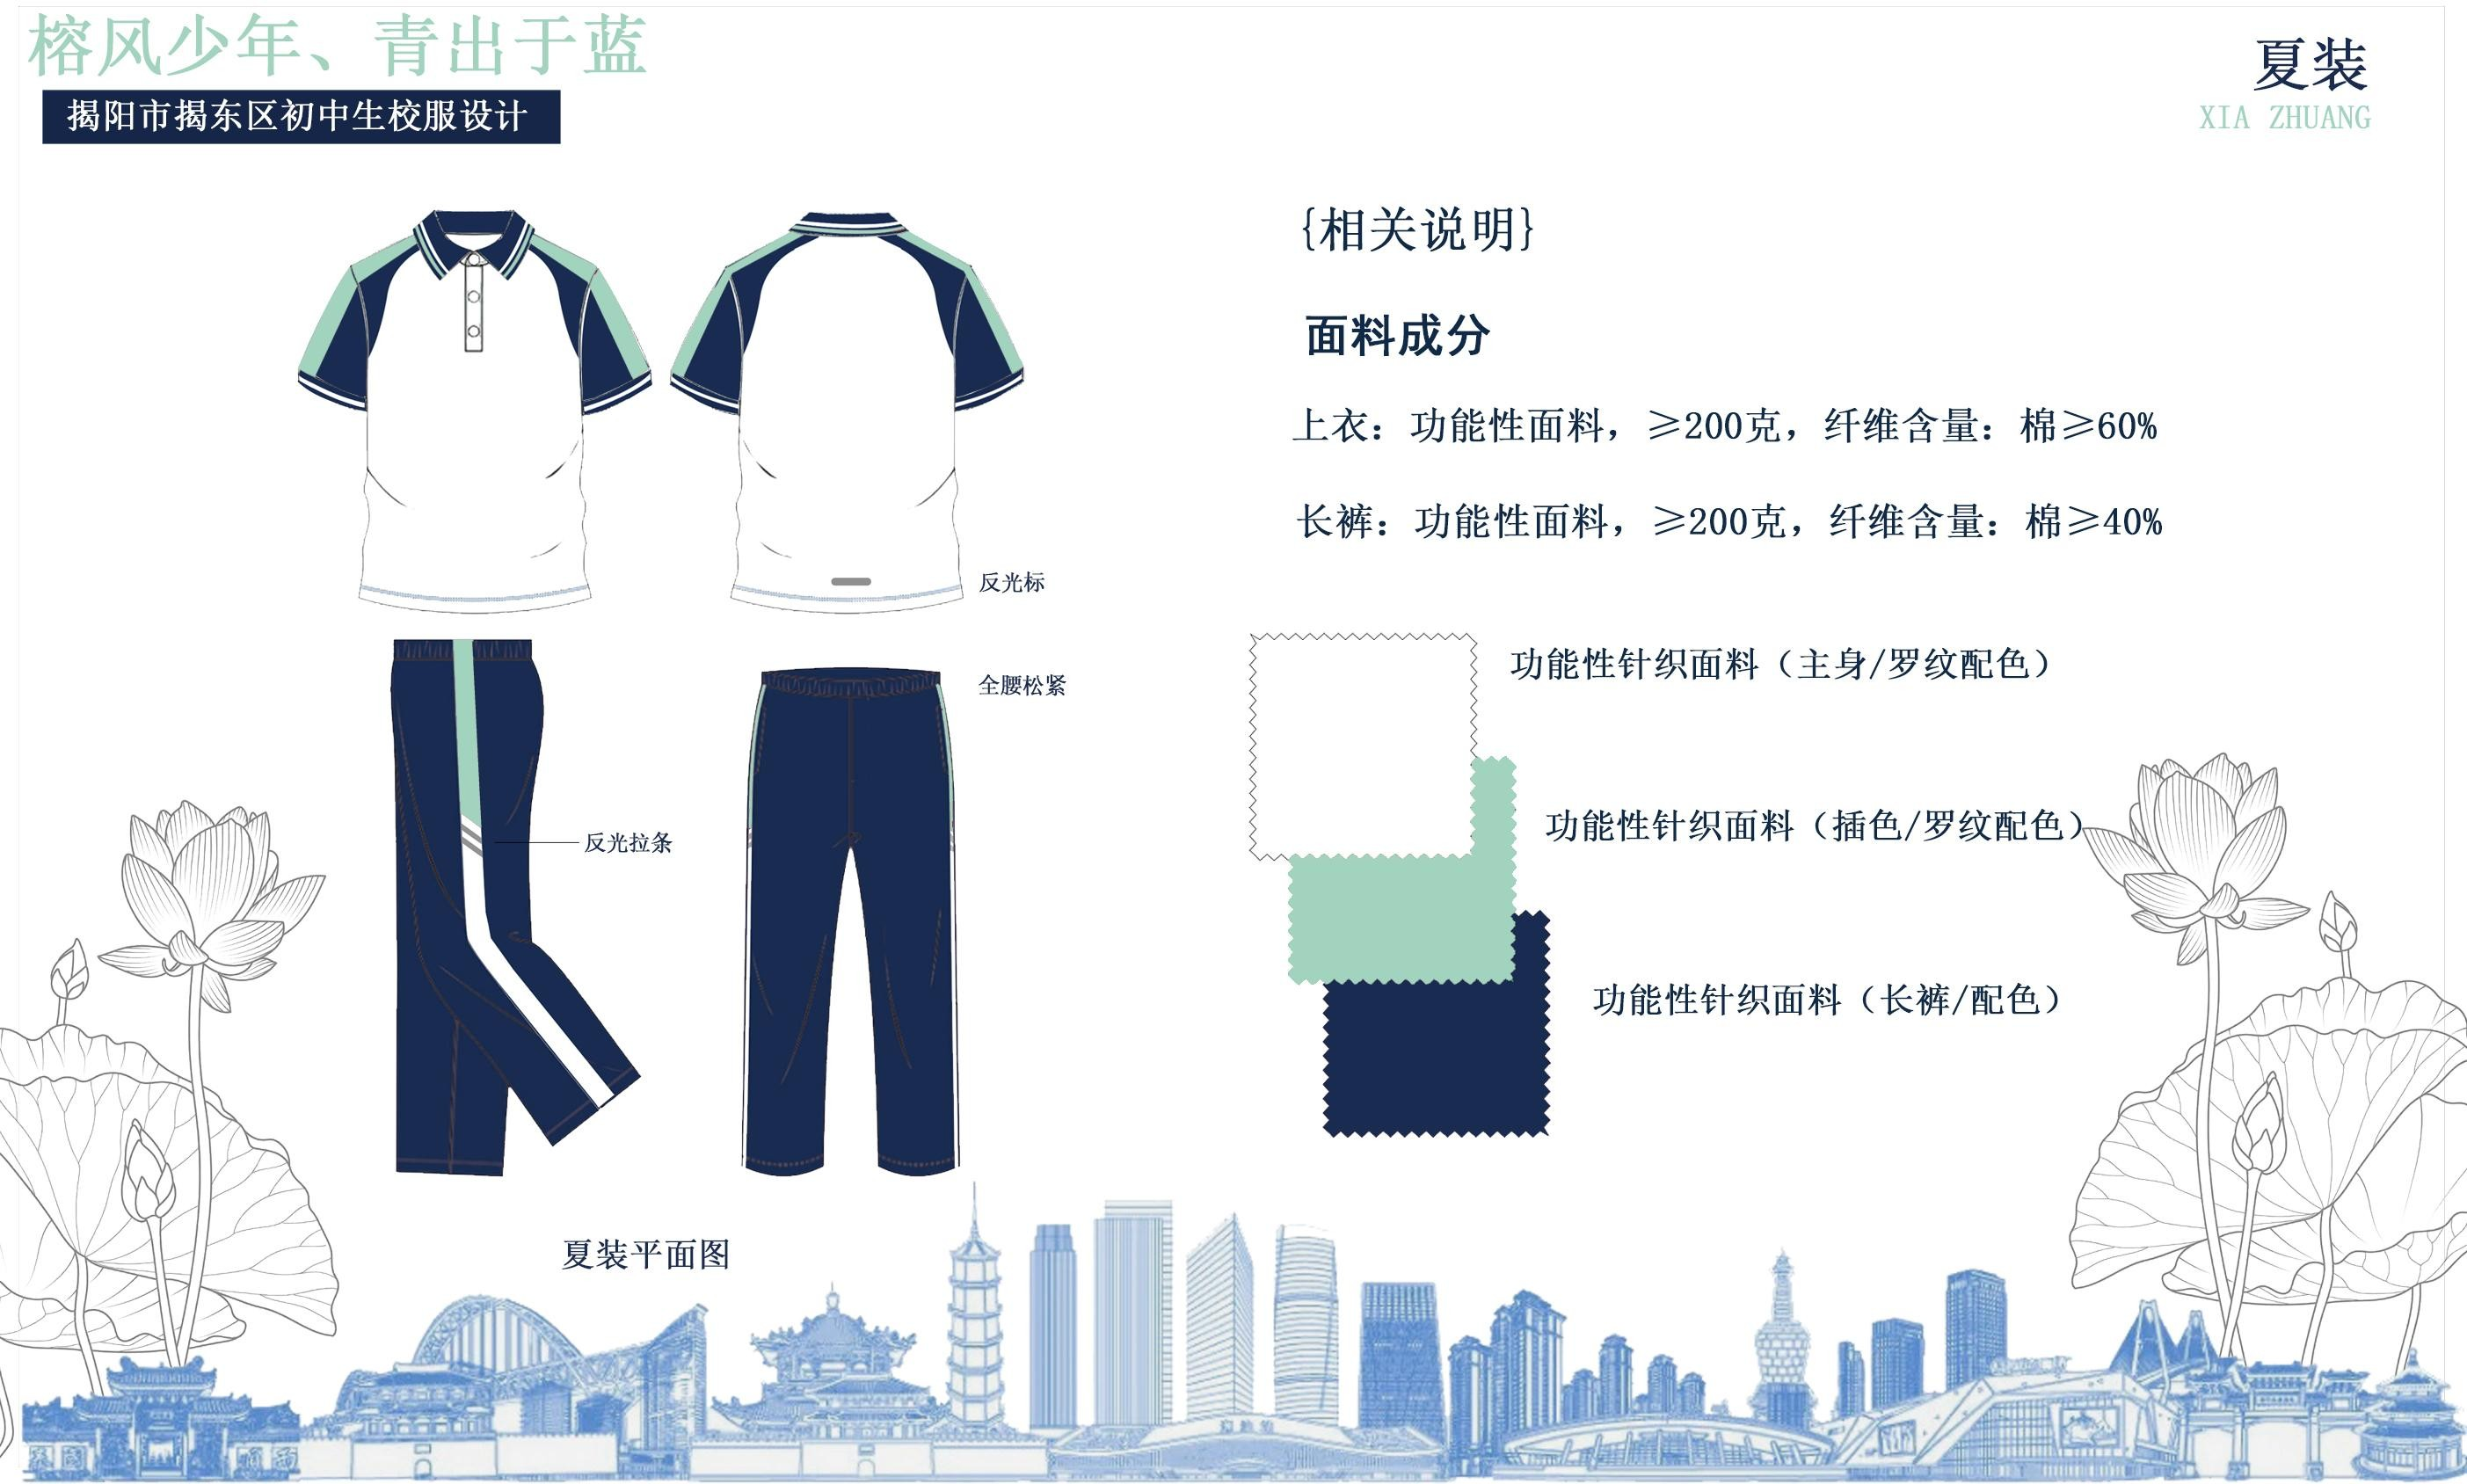 榕风少年、青出于蓝
揭阳市揭东区初中生校服设计
夏装
XIA ZHUANG
{相关说明}
面料成分
上衣：功能性面料，≥200克，纤维含量：棉≥60%
长裤：功能性面料，≥200克，纤维含量：棉≥40%
反光标
全腰松紧
反光拉条
功能性针织面料（主身/罗纹配色）
功能性针织面料（插色/罗纹配色）
功能性针织面料（长裤/配色）
夏装平面图